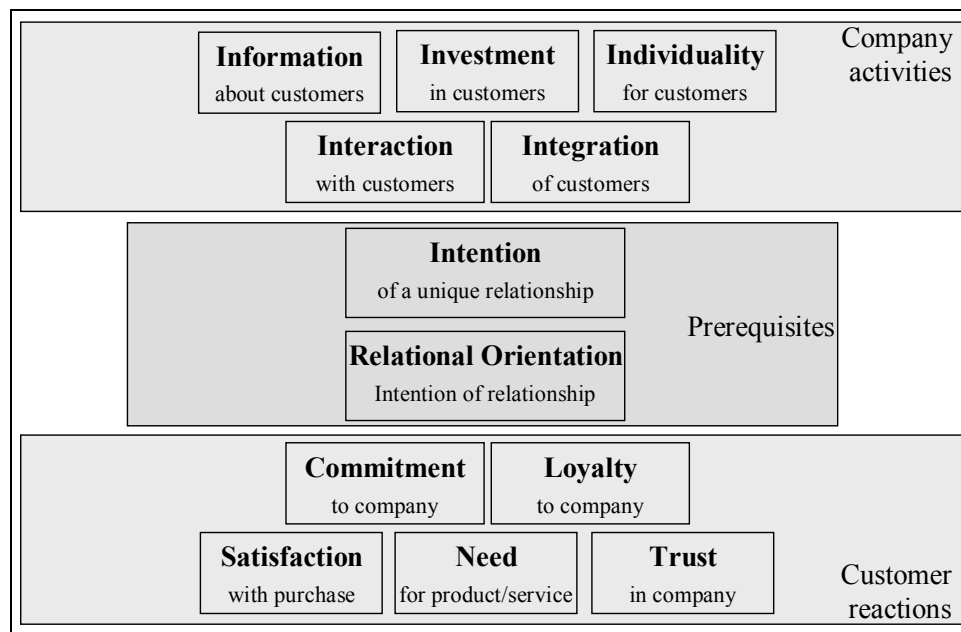 Company
activities
Information
about customers
Investment
in customers
Individuality
for customers
Interaction
with customers
Integration
of customers
Intention
of a unique relationship
Prerequisites
Relational Orientation
Intention of relationship
Commitment
to company
Loyalty
to company
Satisfaction
with purchase
Need
for product/service
Trust
in company
Customer
reactions